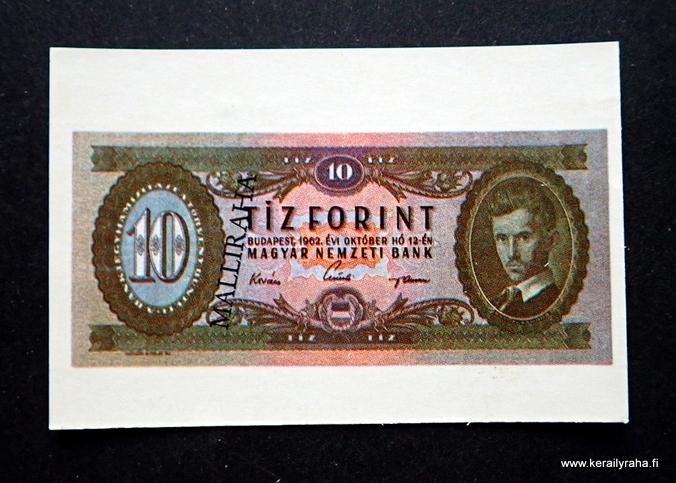 TÍZ 10 TÍZ
10
MALLIRAHA
TÍZ FORINT
BUDAPEST, 1962. ÉVI OKTÓBER HÓ 12-ÉN
MAGYAR NEMZETI BANK
TÍZ TÍZ
www.kerailyraha.fi